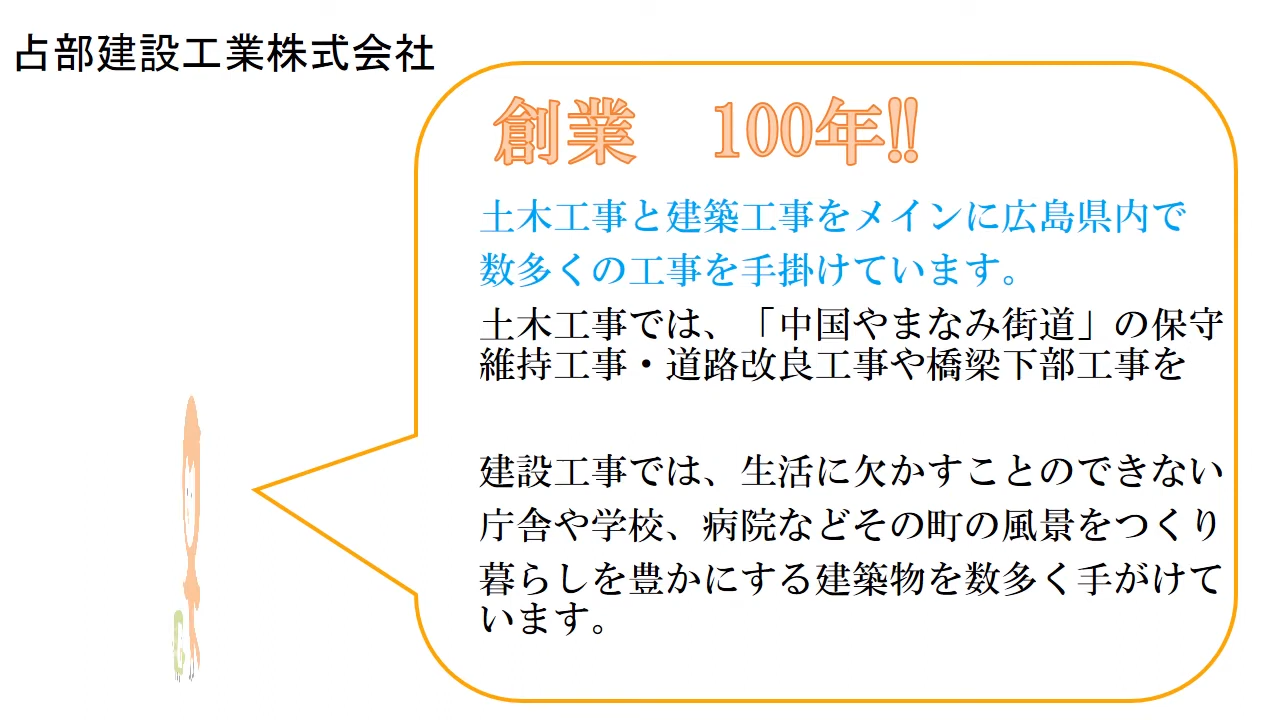 占部建設工業株式会社
創業　100年!!
土木工事と建築工事をメインに広島県内で
数多くの工事を手掛けています。
土木工事では、「中国やまなみ街道」の保守
維持工事・道路改良工事や橋梁下部工事を
建設工事では、生活に欠かすことのできない
庁舎や学校、病院などその町の風景をつくり
暮らしを豊かにする建築物を数多く手がけて
います。